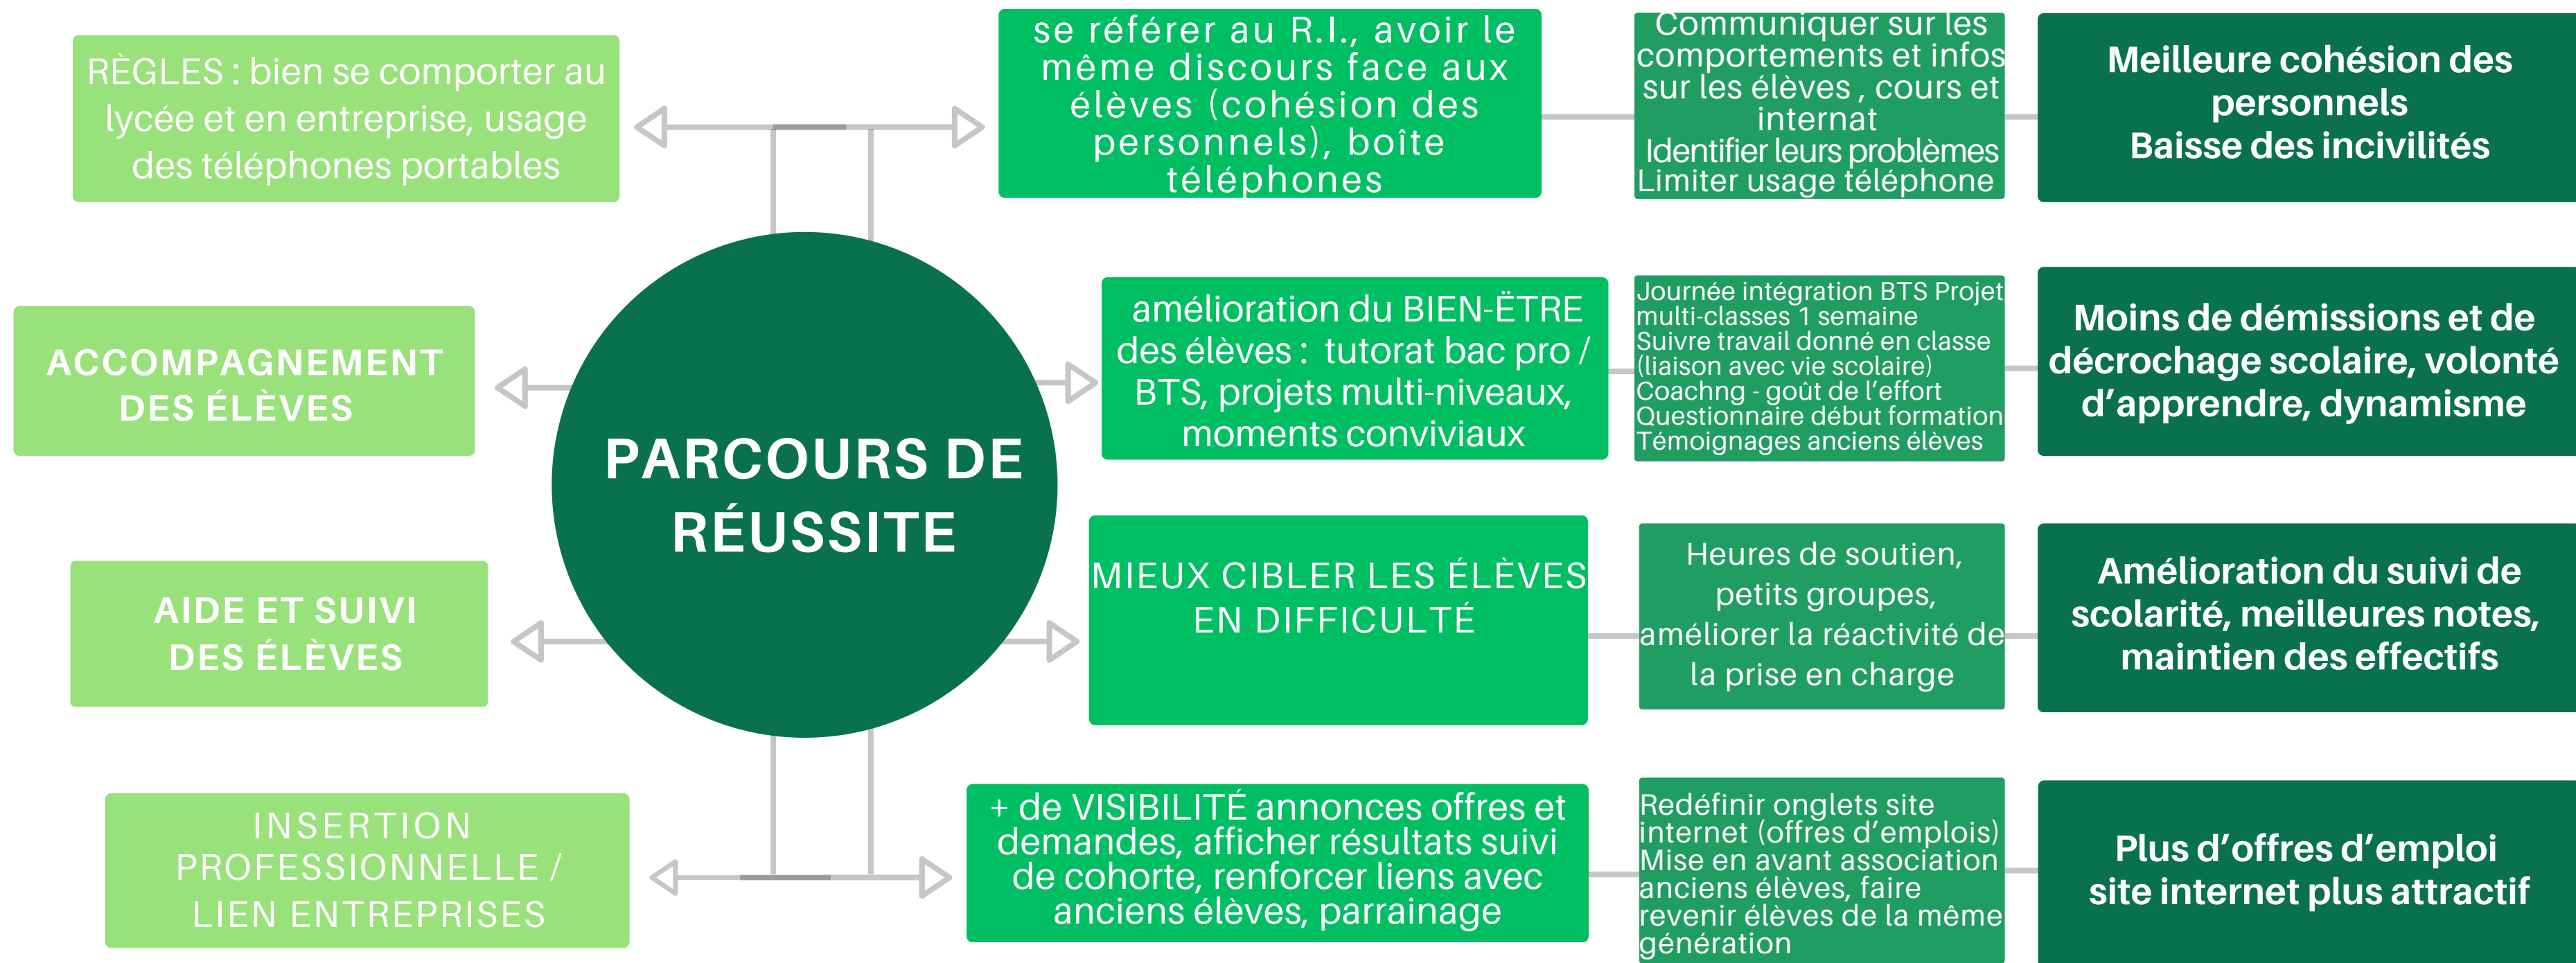 RÈGLES : bien se comporter au
lycée et en entreprise, usage
des téléphones portables
se référer au R.I., avoir le
même discours face aux
élèves (cohésion des
personnels), boîte
téléphones
Communiquer sur les
comportements et infos
sur les élèves , cours et
internat
Identifier leurs problèmes
Limiter usage téléphone
Meilleure cohésion des
personnels
Baisse des incivilités
ACCOMPAGNEMENT
DES ÉLÈVES
PARCOURS DE
RÉUSSITE
amélioration du BIEN-ËTRE
des élèves : tutorat bac pro /
BTS, projets multi-niveaux,
moments conviviaux
Journée intégration BTS Projet
multi-classes 1 semaine
Suivre travail donné en classe
(liaison avec vie scolaire)
Coachng - goût de l’effort
Questionnaire début formation
Témoignages anciens élèves
Moins de démissions et de
décrochage scolaire, volonté
d’apprendre, dynamisme
AIDE ET SUIVI
DES ÉLÈVES
MIEUX CIBLER LES ÉLÈVES
EN DIFFICULTÉ
Heures de soutien,
petits groupes,
améliorer la réactivité de
la prise en charge
Amélioration du suivi de
scolarité, meilleures notes,
maintien des effectifs
INSERTION
PROFESSIONNELLE /
LIEN ENTREPRISES
+ de VISIBILITÉ annonces offres et
demandes, afficher résultats suivi
de cohorte, renforcer liens avec
anciens élèves, parrainage
Redéfinir onglets site
internet (offres d’emplois)
Mise en avant association
anciens élèves, faire
revenir élèves de la même
génération
Plus d’offres d’emploi
site internet plus attractif